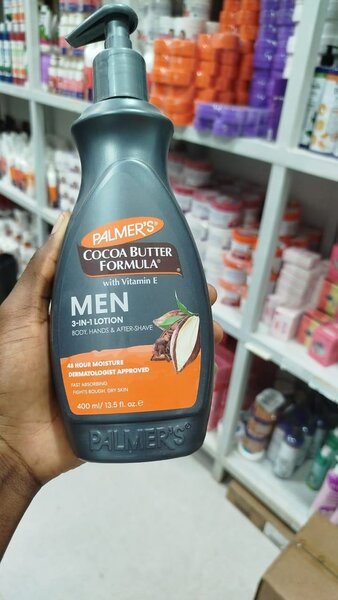 PALMER'S®
COCOA BUTTER
FORMULA®
with Vitamin E
MEN
3-IN-1 LOTION
BODY, HANDS & AFTER-SHAVE
48 HOUR MOISTURE
DERMATOLOGIST APPROVED
FAST ABSORBING
FIGHTS ROUGH, DRY SKIN
400 ml/ 13.5 fl. oz. e
PALMER'S